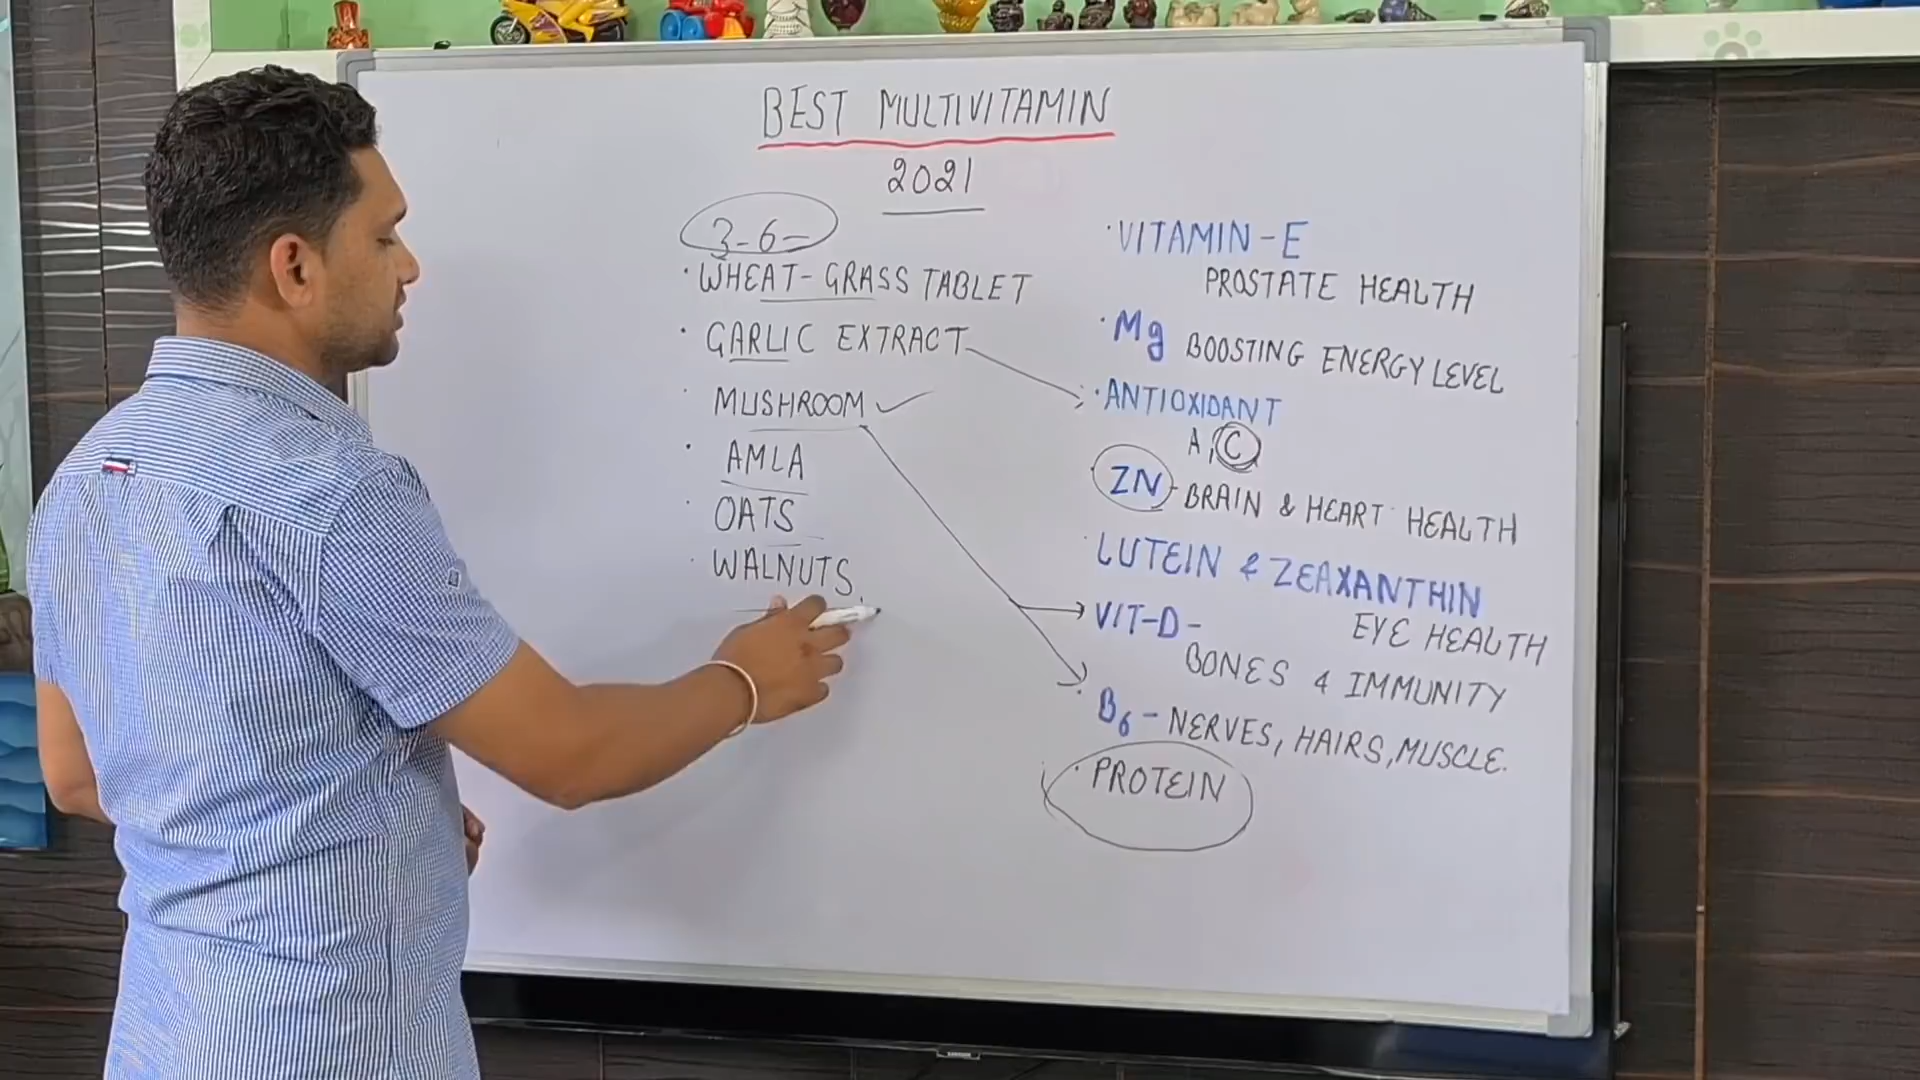 BEST MULTIVITAMIN
2021
3-6-
· WHEAT-GRASS TABLET
· GARLIC EXTRACT
· MUSHROOM ✓
· AMLA
· OATS
· WALNUTS.
· VITAMIN-E
PROSTATE HEALTH
· Mg BOOSTING ENERGY LEVEL
· ANTIOXIDANT
A, C
· ZN - BRAIN & HEART HEALTH
· LUTEIN & ZEAXANTHIN
EYE HEALTH
VIT-D -
BONES & IMMUNITY
· B6 - NERVES, HAIRS, MUSCLE.
· PROTEIN
SAMSUNG